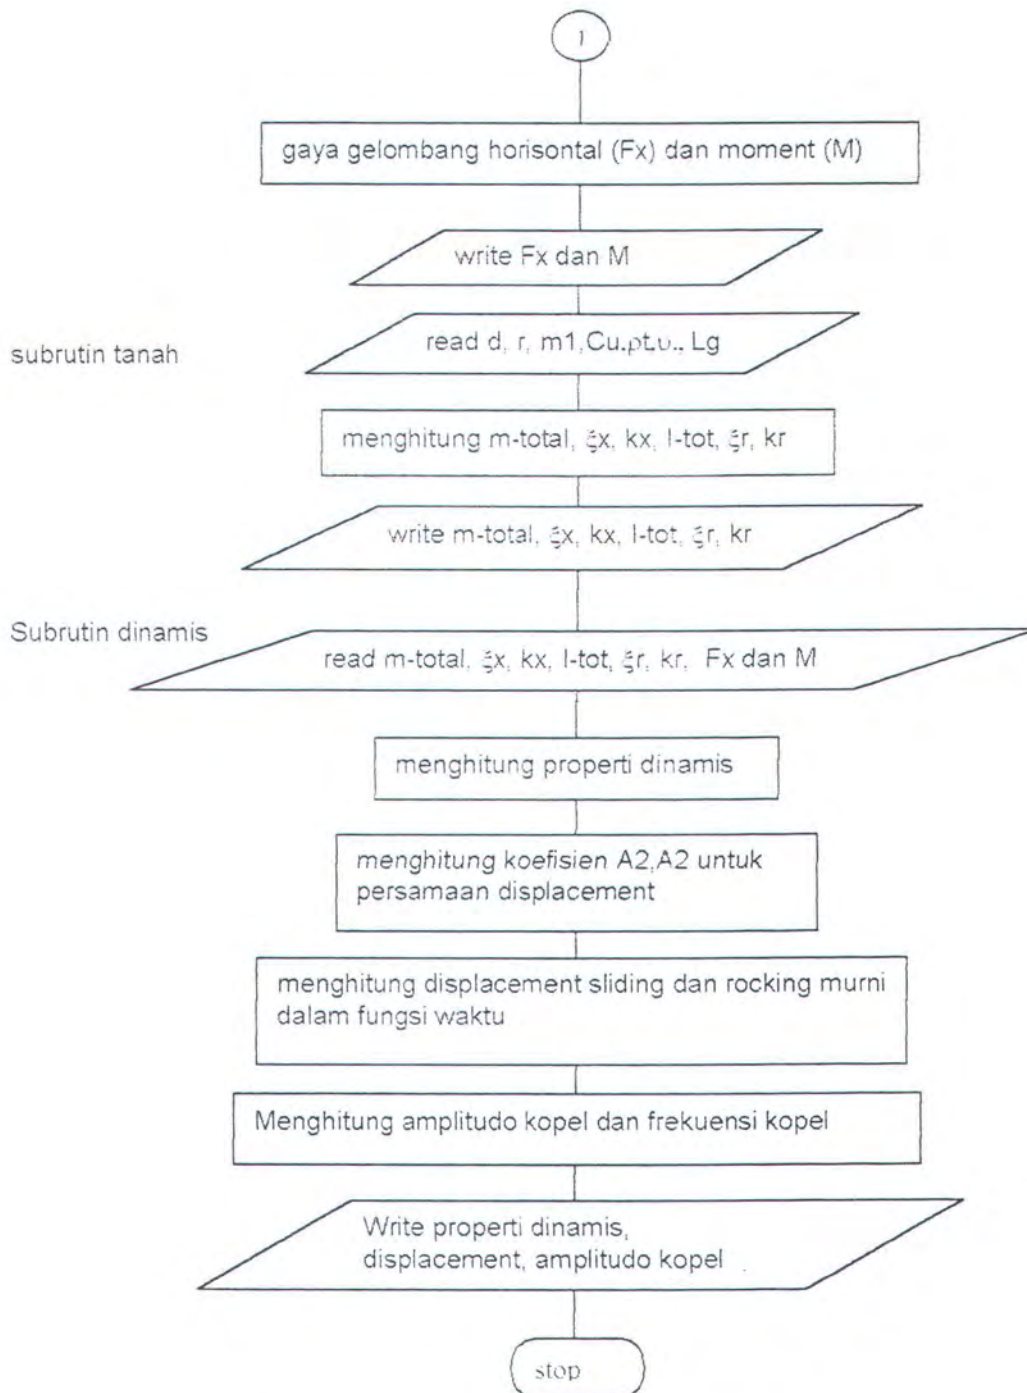 1
gaya gelombang horisontal (Fx) dan moment (M)
write Fx dan M
subrutin tanah
read d, r, m1,Cu, Lg
menghitung m-total, ξx, kx, I-tot, ξr, kr
write m-total, ξx, kx, I-tot, ξr, kr
Subrutin dinamis
read m-total, ξx, kx, I-tot, ξr, kr, Fx dan M
menghitung properti dinamis
menghitung koefisien A2,A2 untuk
persamaan displacement
menghitung displacement sliding dan rocking murni
dalam fungsi waktu
Menghitung amplitudo kopel dan frekuensi kopel
Write properti dinamis,
displacement, amplitudo kopel
stop